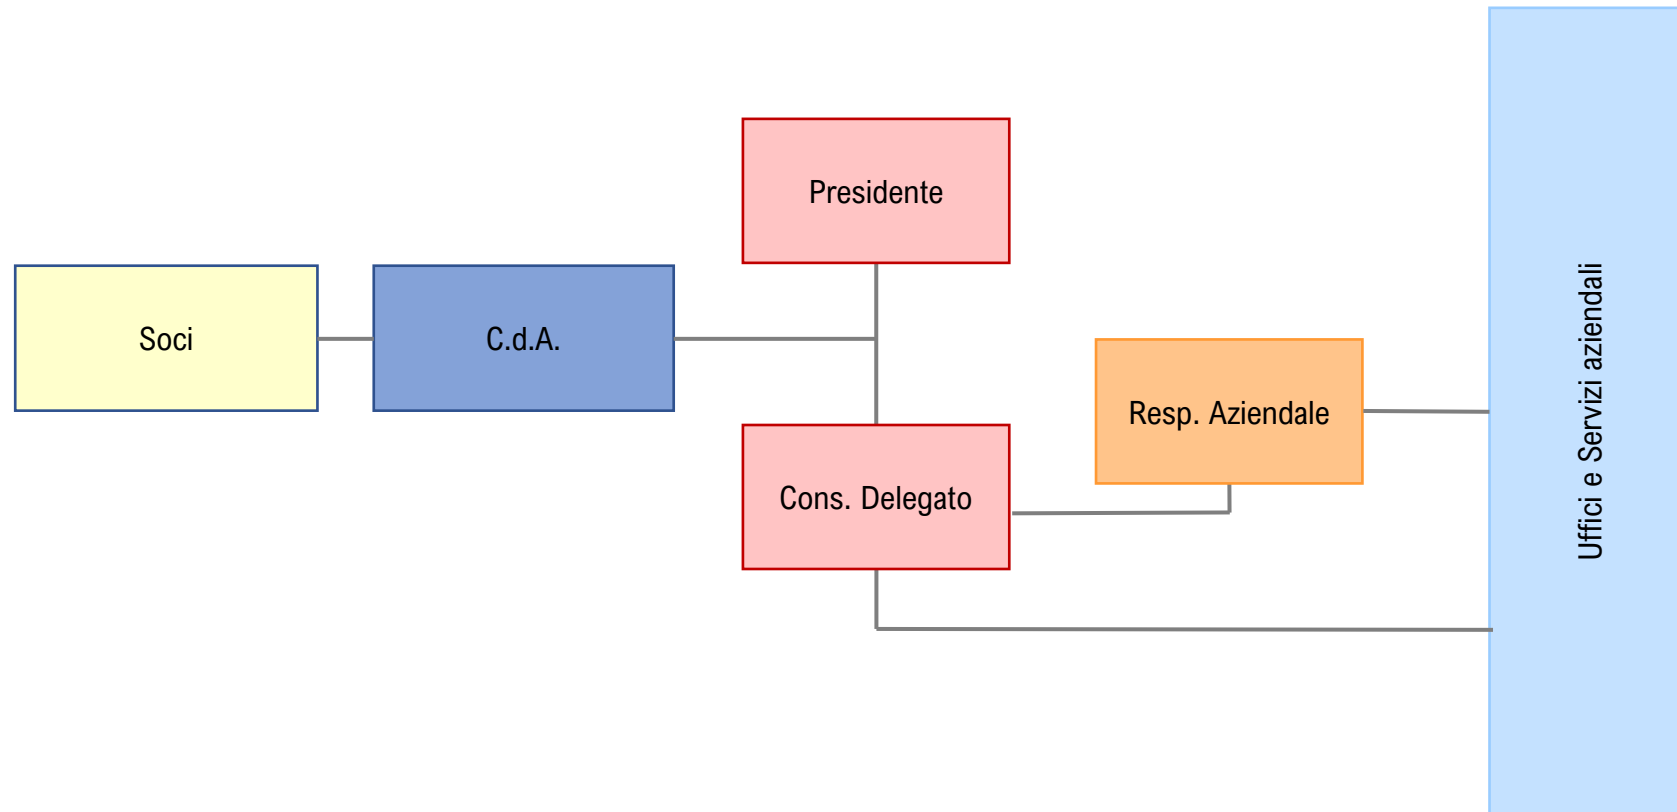 Presidente
Soci
C.d.A.
Resp. Aziendale
Cons. Delegato
Uffici e Servizi aziendali